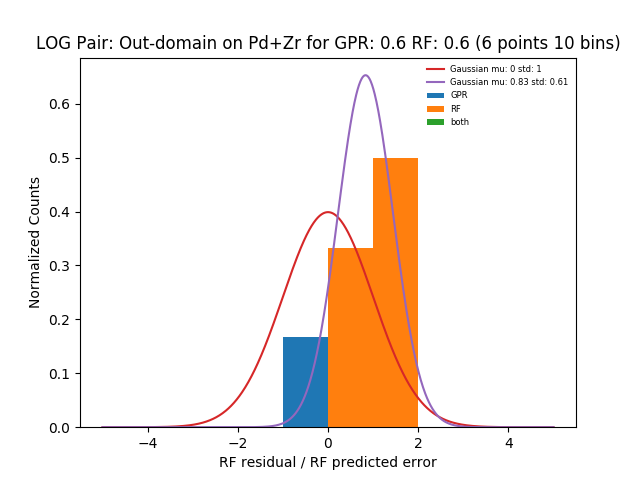 LOG Pair: Out-domain on Pd+Zr for GPR: 0.6 RF: 0.6 (6 points 10 bins)
Gaussian mu: 0 std: 1
Gaussian mu: 0.83 std: 0.61
GPR
RF
both
Normalized Counts
0.6
0.5
0.4
0.3
0.2
0.1
0.0
−4
−2
0
2
4
RF residual / RF predicted error